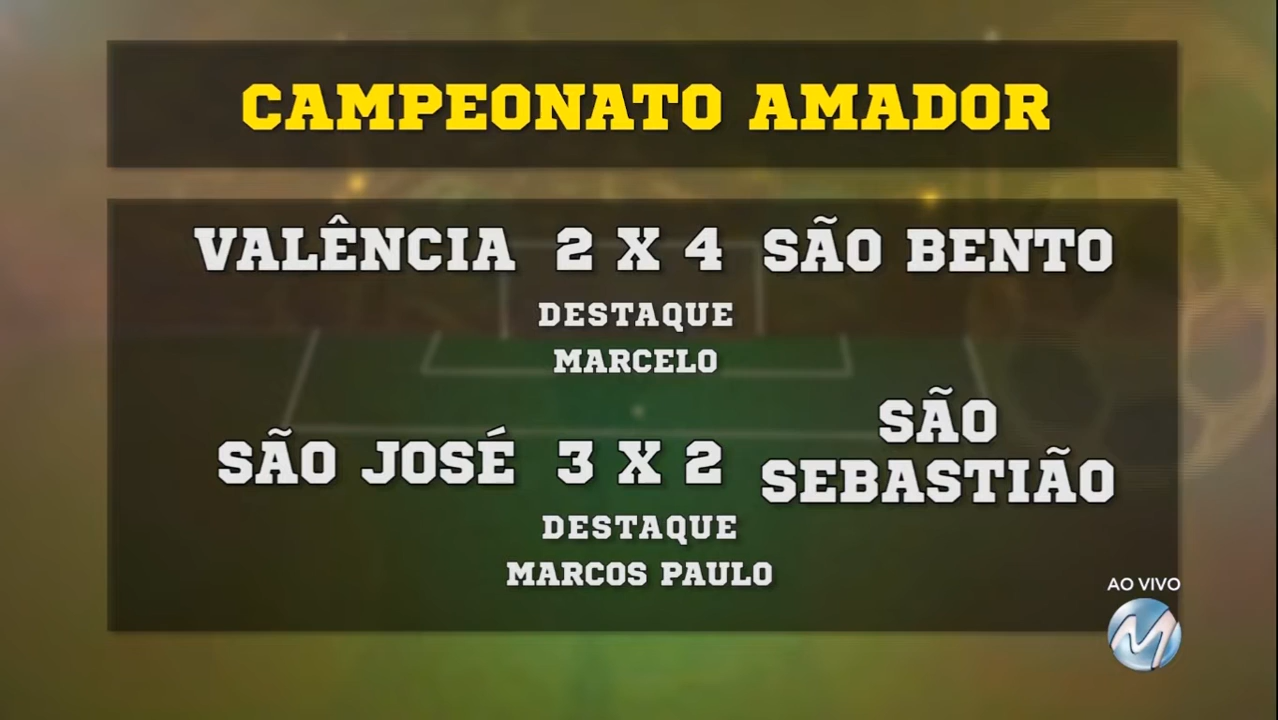 CAMPEONATO AMADOR
VALÊNCIA 2 X 4 SÃO BENTO
DESTAQUE
MARCELO
SÃO JOSÉ 3 X 2 SÃO
SEBASTIÃO
DESTAQUE
MARCOS PAULO
AO VIVO
M